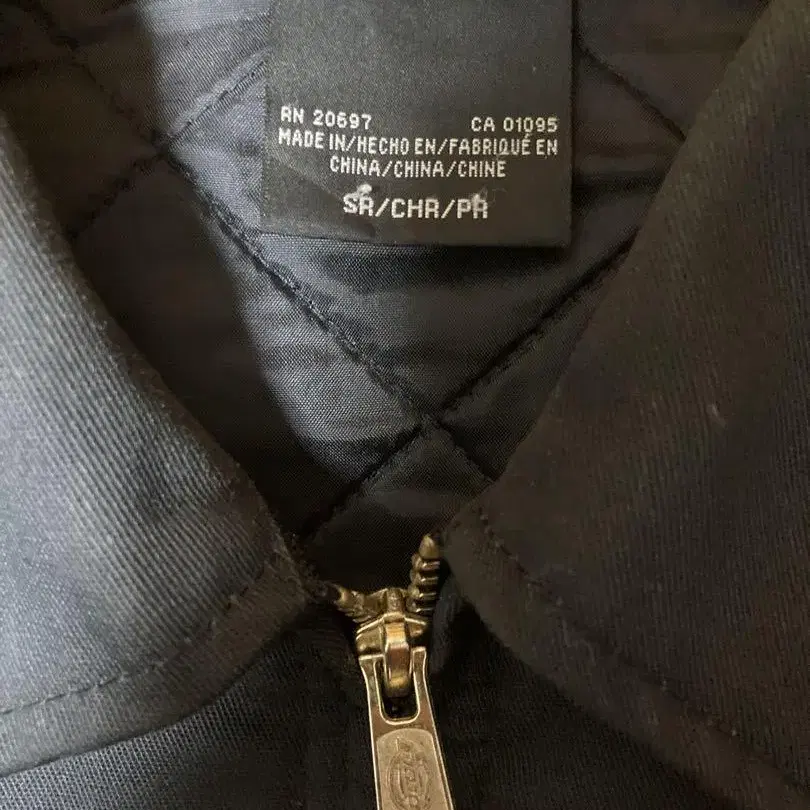 RN 20697 CA 01095
MADE IN/HECHO EN/FABRIQUÉ EN
CHINA/CHINA/CHINE
SR/CHR/PR